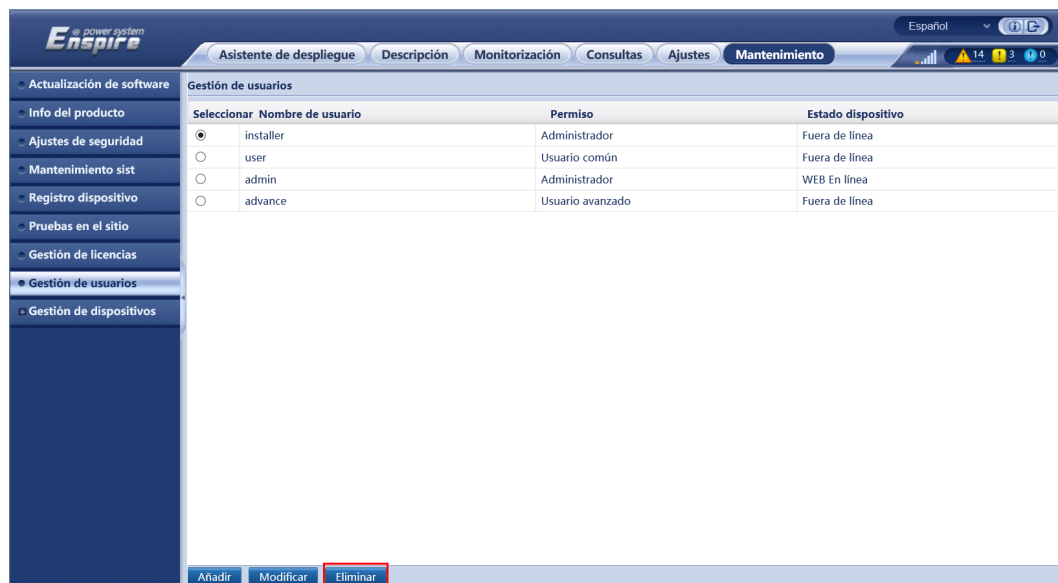 @ power system
Enspire
Español
Asistente de despliegue Descripción Monitorización Consultas Ajustes Mantenimiento
14 3 0
Actualización de software
Info del producto
Ajustes de seguridad
Mantenimiento sist
Registro dispositivo
Pruebas en el sitio
Gestión de licencias
Gestión de usuarios
Gestión de dispositivos
Gestión de usuarios
Seleccionar Nombre de usuario Permiso Estado dispositivo
installer Administrador Fuera de línea
user Usuario común Fuera de línea
admin Administrador WEB En línea
advance Usuario avanzado Fuera de línea
Añadir Modificar Eliminar